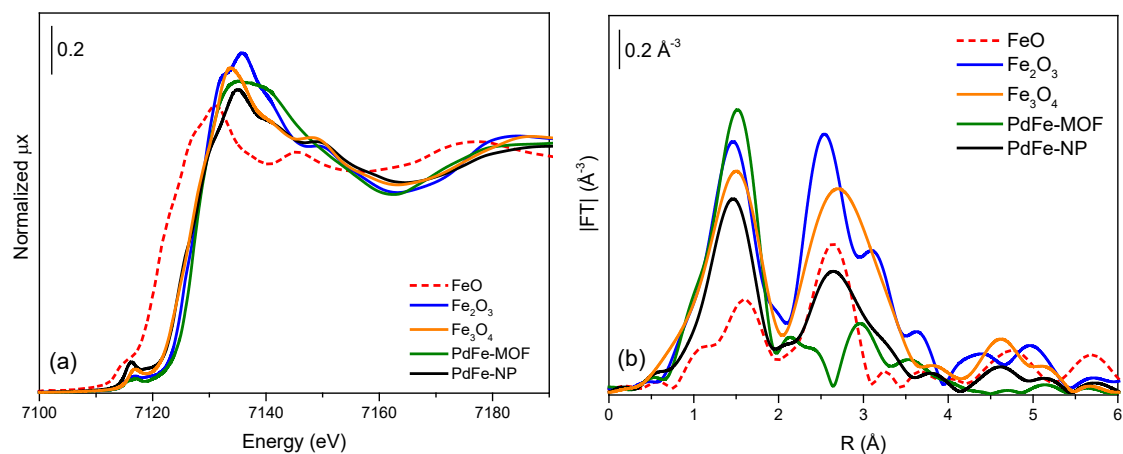 0.2
Normalized μx
FeO
Fe₂O₃
Fe₃O₄
PdFe-MOF
PdFe-NP
(a)
7100 7120 7140 7160 7180
Energy (eV)
0.2 Å⁻³
|FT| (Å⁻³)
FeO
Fe₂O₃
Fe₃O₄
PdFe-MOF
PdFe-NP
(b)
0 1 2 3 4 5 6
R (Å)